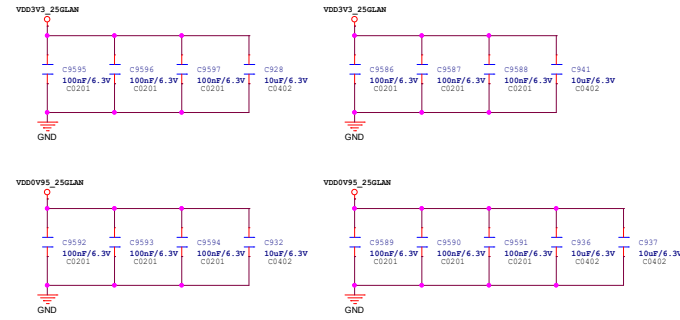 VDD3V3_25GLAN
C9595
100nF/6.3V
C0201
C9596
100nF/6.3V
C0201
C9597
100nF/6.3V
C0201
C928
10uF/6.3V
C0402
GND
VDD3V3_25GLAN
C9586
100nF/6.3V
C0201
C9587
100nF/6.3V
C0201
C9588
100nF/6.3V
C0201
C941
10uF/6.3V
C0402
GND
VDD0V95_25GLAN
C9592
100nF/6.3V
C0201
C9593
100nF/6.3V
C0201
C9594
100nF/6.3V
C0201
C932
10uF/6.3V
C0402
GND
VDD0V95_25GLAN
C9589
100nF/6.3V
C0201
C9590
100nF/6.3V
C0201
C9591
100nF/6.3V
C0201
C936
10uF/6.3V
C0402
C937
10uF/6.3V
C0402
GND